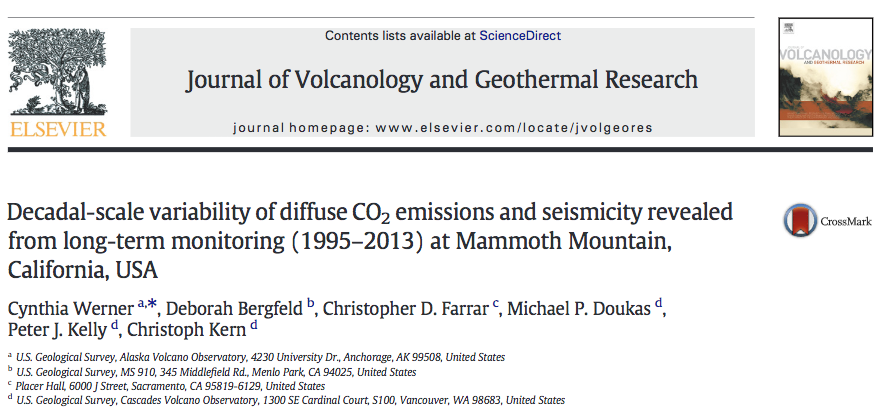 Contents lists available at ScienceDirect
Journal of Volcanology and Geothermal Research
journal homepage: www.elsevier.com/locate/jvolgeores
ELSEVIER
VOLCANOLOGY
AND GEOTHERMAL RESEARCH
Decadal-scale variability of diffuse CO₂ emissions and seismicity revealed
from long-term monitoring (1995–2013) at Mammoth Mountain,
California, USA
CrossMark
Cynthia Werner a,*, Deborah Bergfeld b, Christopher D. Farrar c, Michael P. Doukas d,
Peter J. Kelly d, Christoph Kern d
a U.S. Geological Survey, Alaska Volcano Observatory, 4230 University Dr., Anchorage, AK 99508, United States
b U.S. Geological Survey, MS 910, 345 Middlefield Rd., Menlo Park, CA 94025, United States
c Placer Hall, 6000 J Street, Sacramento, CA 95819-6129, United States
d U.S. Geological Survey, Cascades Volcano Observatory, 1300 SE Cardinal Court, S100, Vancouver, WA 98683, United States